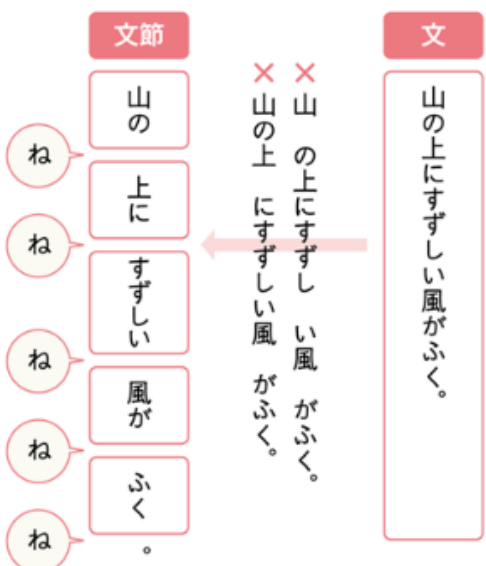 文
山の上にすずしい風がふく。
× 山　の上にすずし　い風　がふく。
× 山の上　にすずしい風　がふく。
文節
山の
上に
すずしい
風が
ふく
。
ね
ね
ね
ね
ね